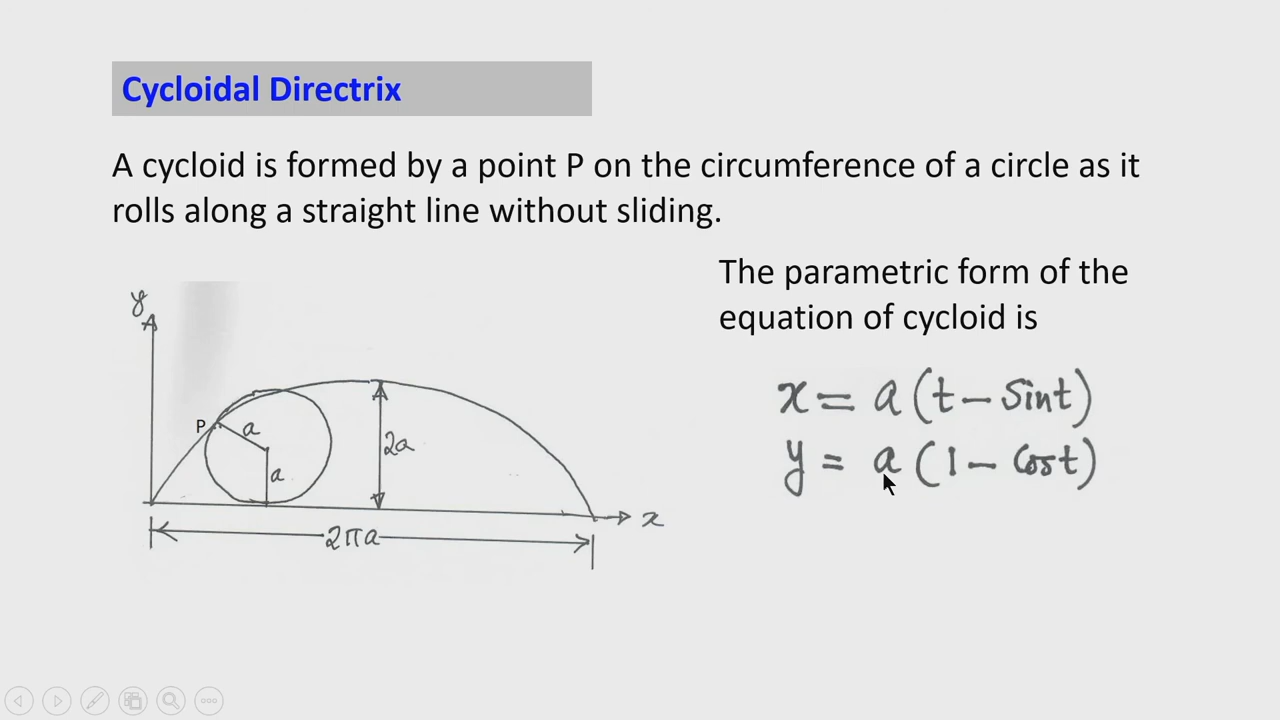 Cycloidal Directrix
A cycloid is formed by a point P on the circumference of a circle as it
rolls along a straight line without sliding.
The parametric form of the
equation of cycloid is
x = a (t - Sint)
y = a (1 - Cost)
y
P
a
a
2a
x
2πa